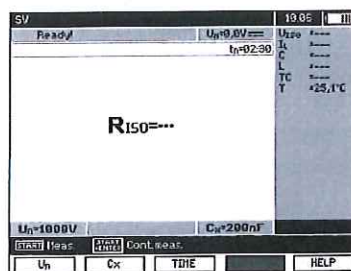 SV 19:06
Ready! Un=0,0V
tn=02:30
UISO =---
IL =---
C =---
L =---
TC =---
T =25,1°C
RISO=---
Un=1000V Cx=200nF
START Meas. START +ENTER Cont.meas.
Un Cx TIME HELP